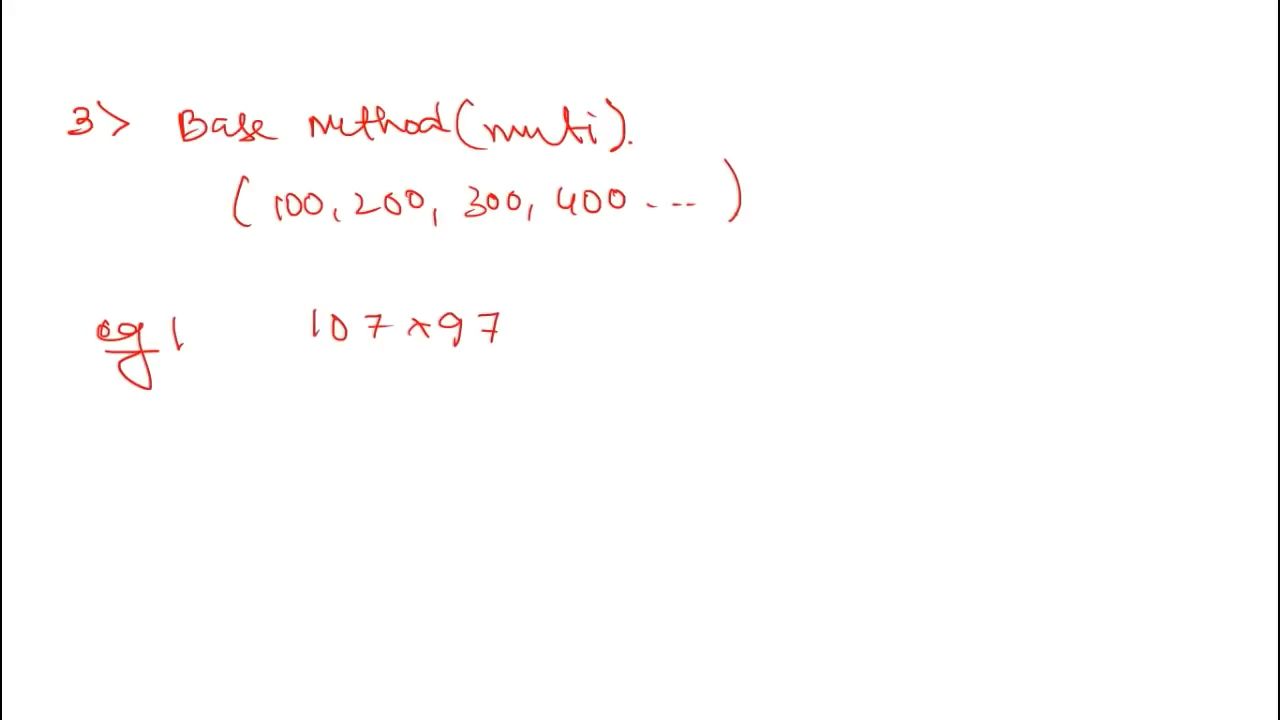 3> Base Method (multi).
(100, 200, 300, 400 - --)
eg 1 107 × 97